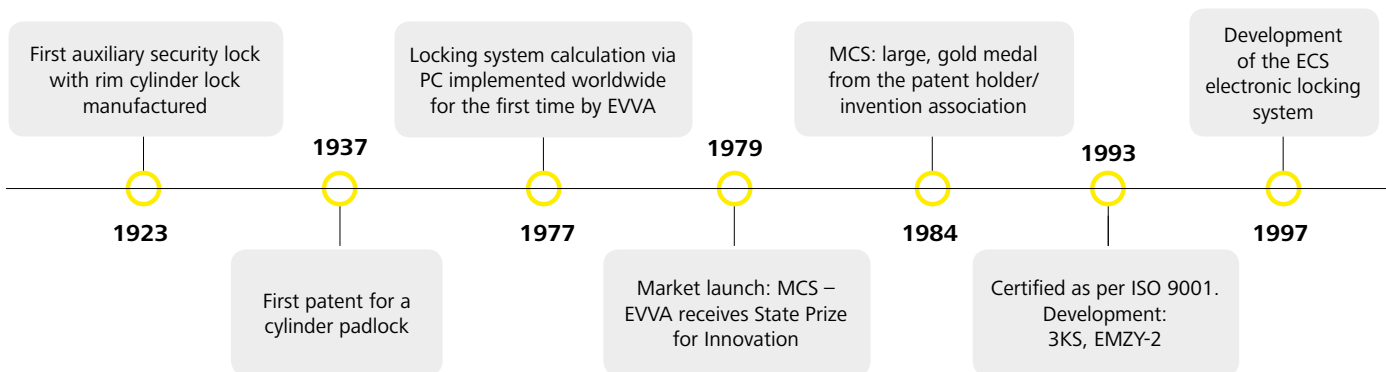 First auxiliary security lock
with rim cylinder lock
manufactured
1923
1937
First patent for a
cylinder padlock
Locking system calculation via
PC implemented worldwide
for the first time by EVVA
1977
1979
Market launch: MCS –
EVVA receives State Prize
for Innovation
MCS: large, gold medal
from the patent holder/
invention association
1984
1993
Certified as per ISO 9001.
Development:
3KS, EMZY-2
Development
of the ECS
electronic locking
system
1997